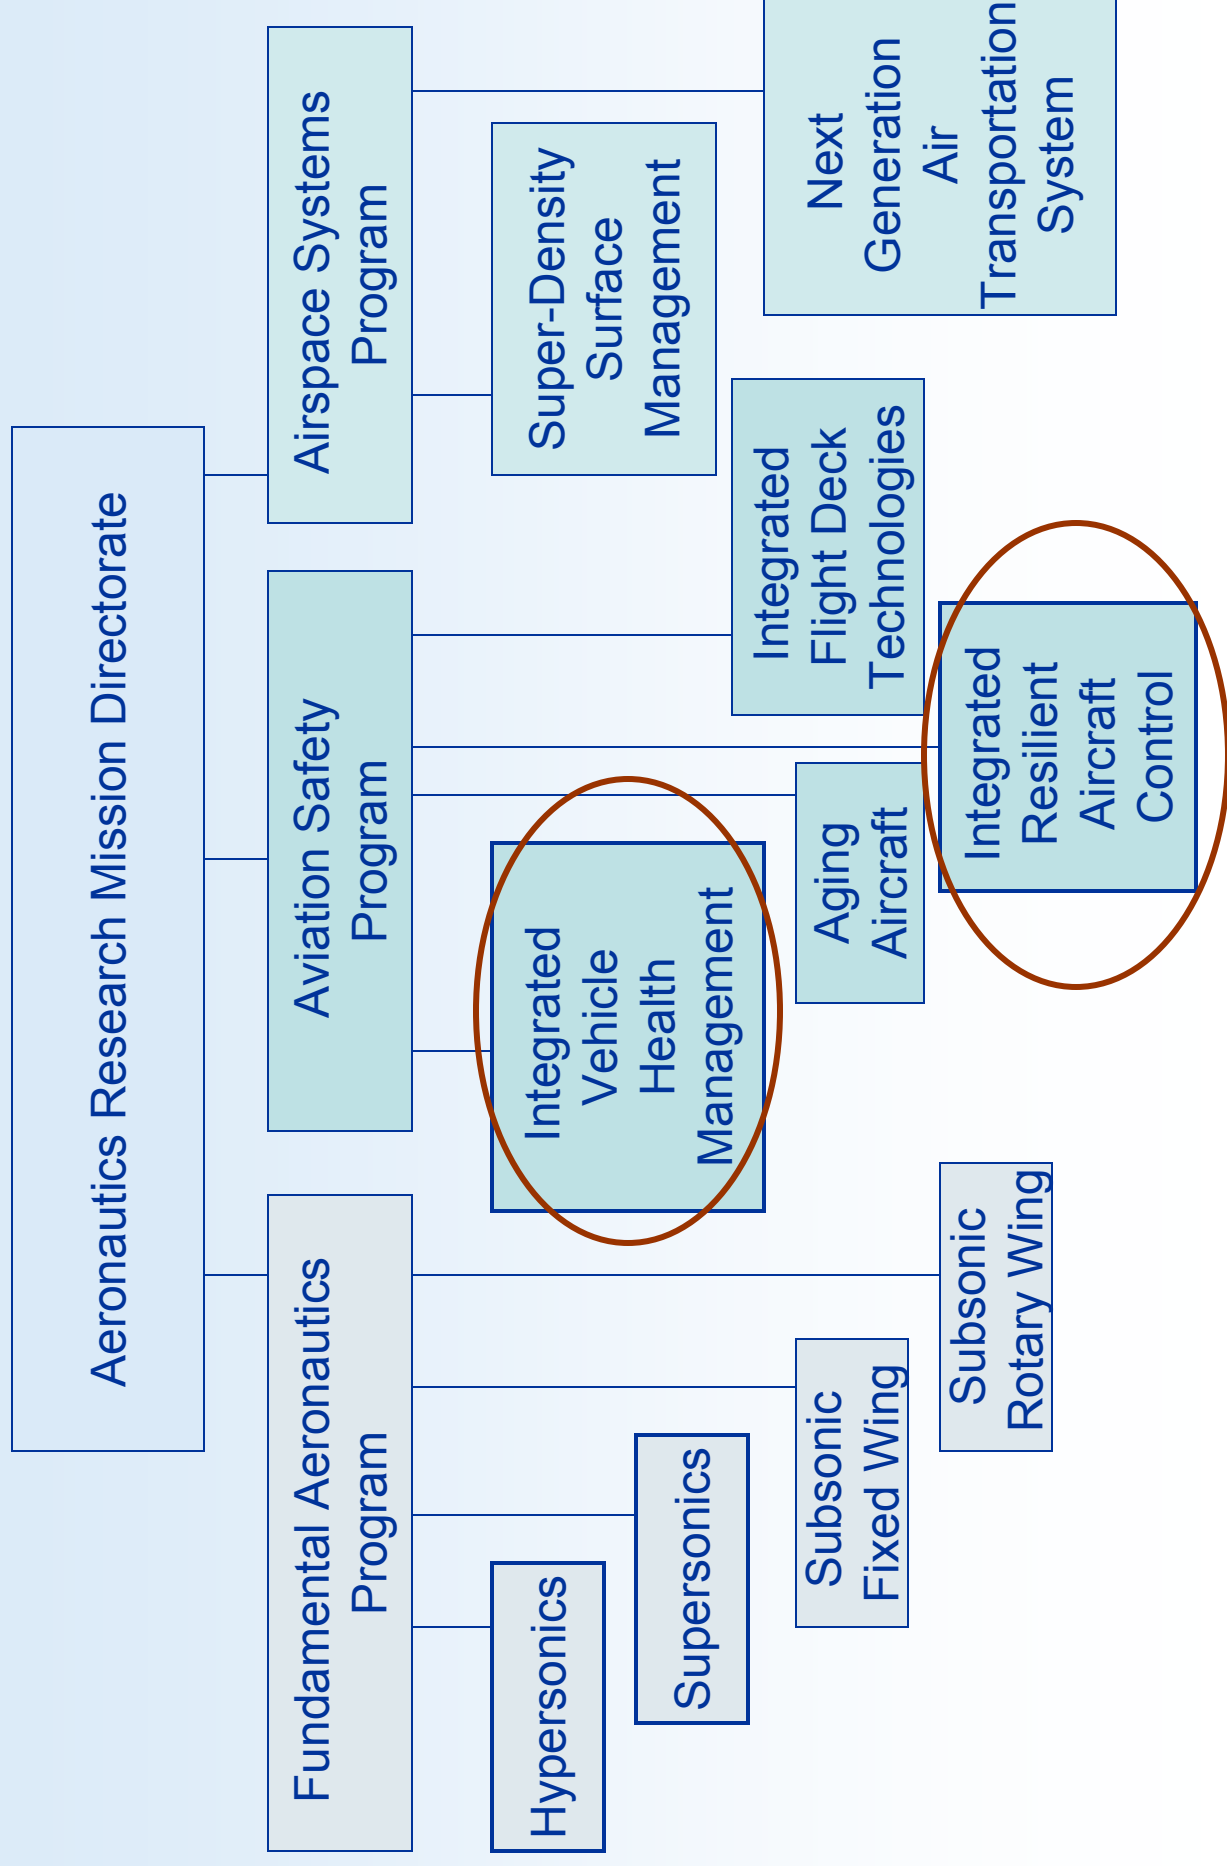 Aeronautics Research Mission Directorate
Fundamental Aeronautics
Program
Aviation Safety
Program
Airspace Systems
Program
Hypersonics
Supersonics
Subsonic
Fixed Wing
Subsonic
Rotary Wing
Integrated
Vehicle
Health
Management
Aging
Aircraft
Integrated
Resilient
Aircraft
Control
Integrated
Flight Deck
Technologies
Super-Density
Surface
Management
Next
Generation
Air
Transportation
System